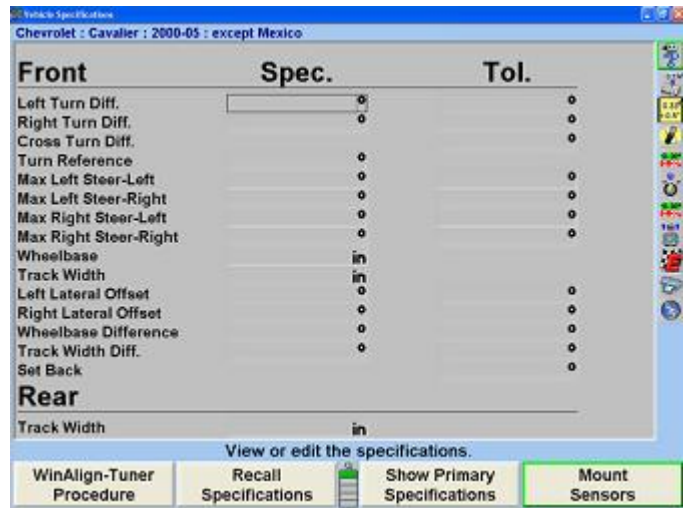 Vehicle Specifications
Chevrolet : Cavalier : 2000-05 : except Mexico
Front Spec. Tol.
Left Turn Diff. ° °
Right Turn Diff. ° °
Cross Turn Diff. °
Turn Reference °
Max Left Steer-Left ° °
Max Left Steer-Right ° °
Max Right Steer-Left ° °
Max Right Steer-Right ° °
Wheelbase in
Track Width in
Left Lateral Offset ° °
Right Lateral Offset ° °
Wheelbase Difference ° °
Track Width Diff. ° °
Set Back °
Rear
Track Width in
View or edit the specifications.
WinAlign-Tuner Procedure
Recall Specifications
Show Primary Specifications
Mount Sensors